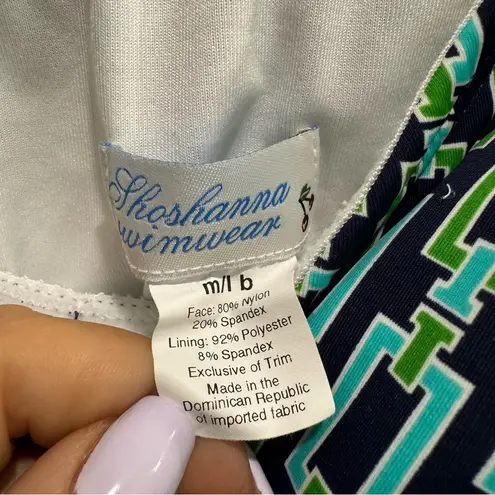 Shoshanna
Swimwear
m/l b
Face: 80% Nylon
20% Spandex
Lining: 92% Polyester
8% Spandex
Exclusive of Trim
Made in the
Dominican Republic
of imported fabric